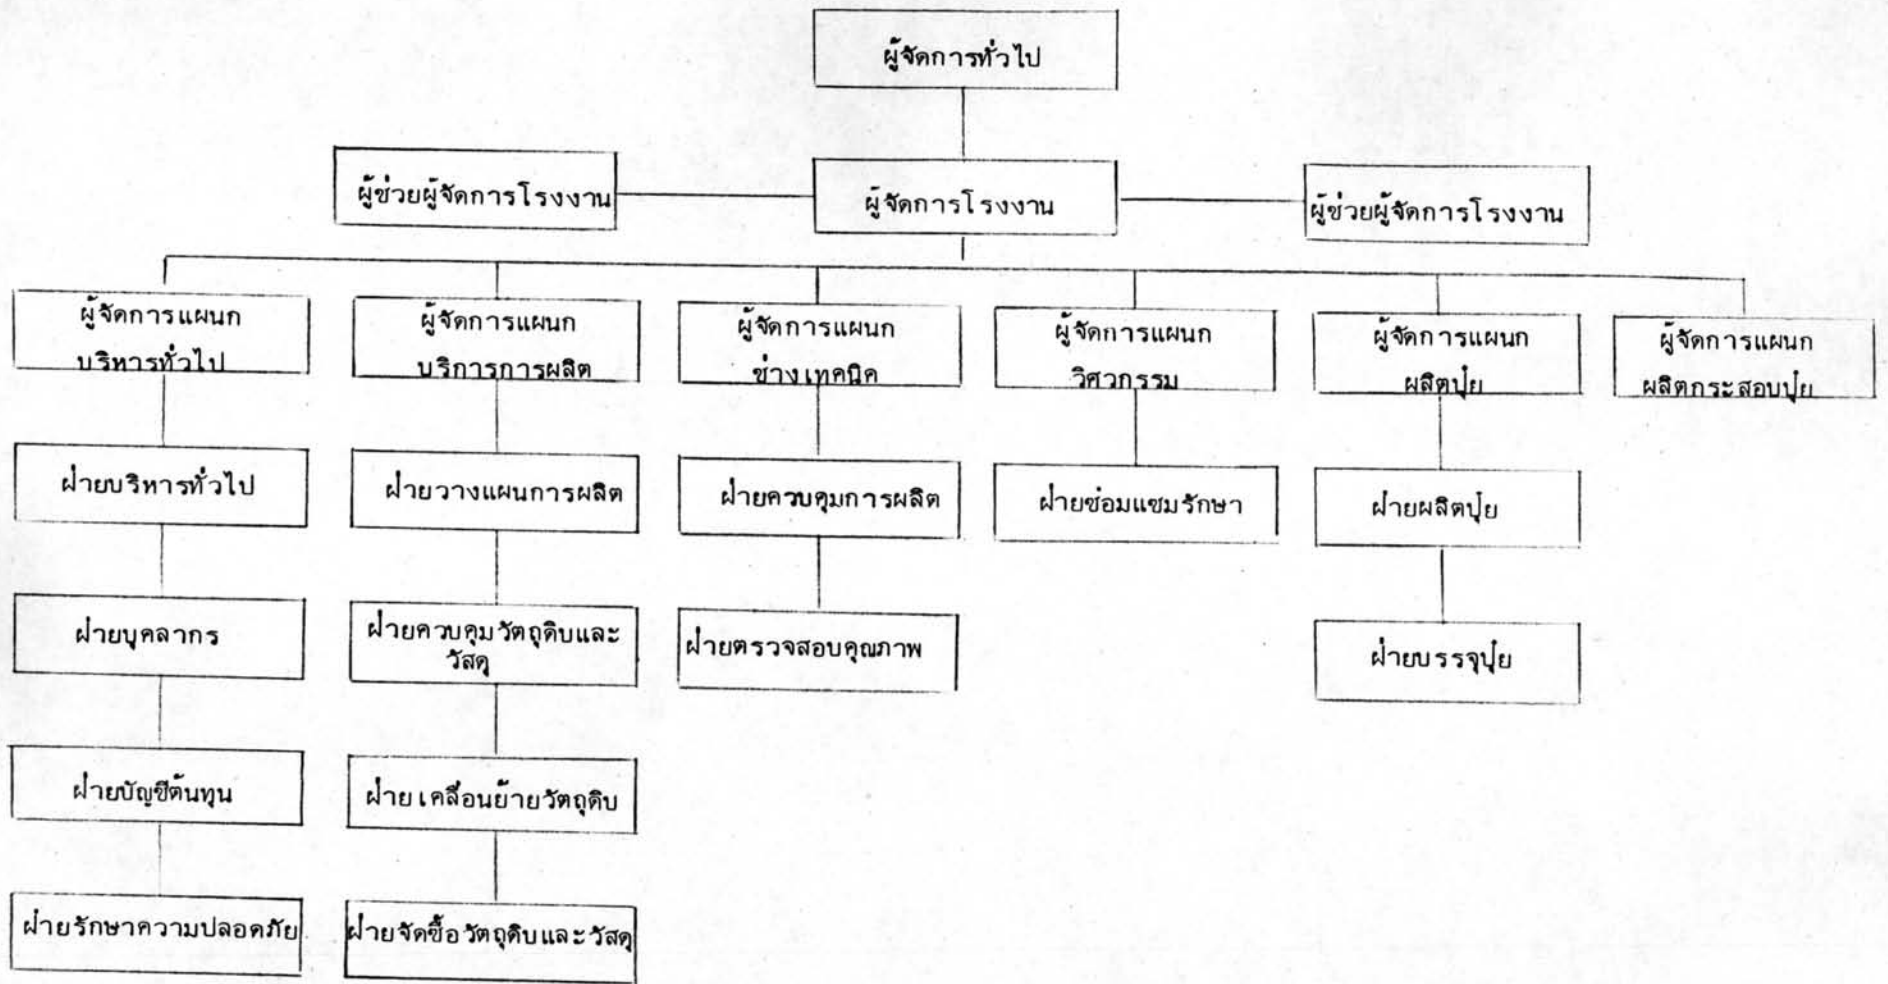 ผู้จัดการทั่วไป
ผู้ช่วยผู้จัดการโรงงาน
ผู้จัดการโรงงาน
ผู้ช่วยผู้จัดการโรงงาน
ผู้จัดการแผนก
บริหารทั่วไป
ผู้จัดการแผนก
บริการการผลิต
ผู้จัดการแผนก
ช่างเทคนิค
ผู้จัดการแผนก
วิศวกรรม
ผู้จัดการแผนก
ผลิตปุ๋ย
ผู้จัดการแผนก
ผลิตกระสอบปุ๋ย
ฝ่ายบริหารทั่วไป
ฝ่ายวางแผนการผลิต
ฝ่ายควบคุมการผลิต
ฝ่ายซ่อมแซมรักษา
ฝ่ายผลิตปุ๋ย
ฝ่ายบุคลากร
ฝ่ายควบคุมวัตถุดิบและ
วัสดุ
ฝ่ายตรวจสอบคุณภาพ
ฝ่ายบรรจุปุ๋ย
ฝ่ายบัญชีต้นทุน
ฝ่ายเคลื่อนย้ายวัตถุดิบ
ฝ่ายรักษาความปลอดภัย
ฝ่ายจัดซื้อวัตถุดิบและวัสดุ